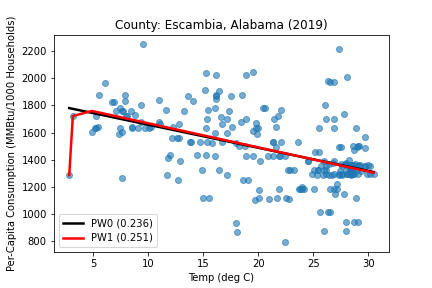 County: Escambia, Alabama (2019)
Per-Capita Consumption (MMBtu/1000 Households)
2200
2000
1800
1600
1400
1200
1000
800
PW0 (0.236)
PW1 (0.251)
5 10 15 20 25 30
Temp (deg C)